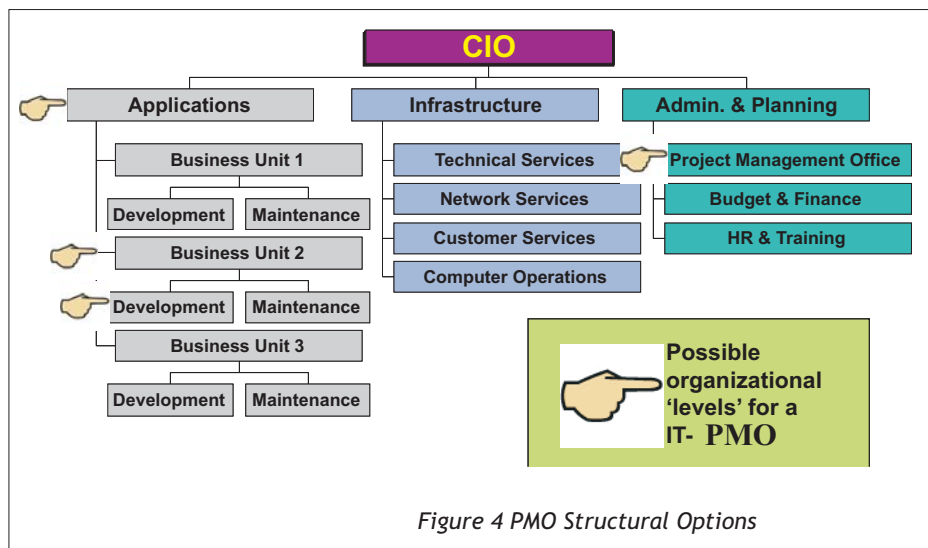 CIO
Applications
Infrastructure
Admin. & Planning
Business Unit 1
Development
Maintenance
Business Unit 2
Development
Maintenance
Business Unit 3
Development
Maintenance
Technical Services
Network Services
Customer Services
Computer Operations
Project Management Office
Budget & Finance
HR & Training
Possible
organizational
‘levels’ for a
IT- PMO
Figure 4 PMO Structural Options